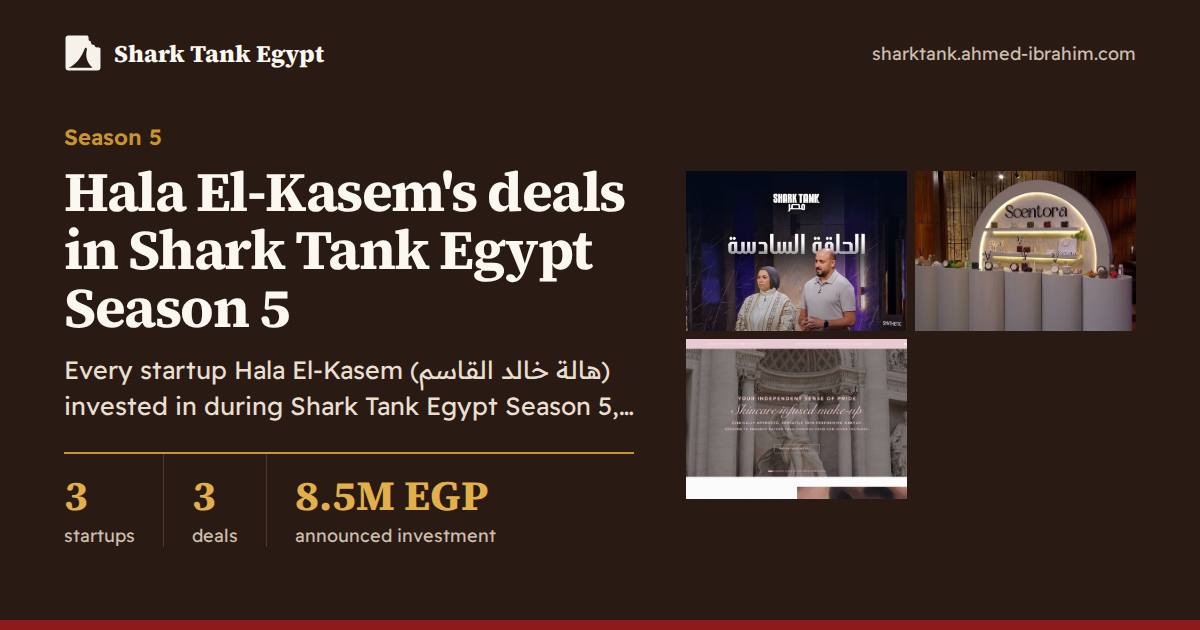 Shark Tank Egypt
sharktank.ahmed-ibrahim.com
Season 5
Hala El-Kasem's deals
in Shark Tank Egypt
Season 5
Every startup Hala El-Kasem (هالة خالد القاسم)
invested in during Shark Tank Egypt Season 5,...
3
startups
3
deals
8.5M EGP
announced investment
SHARK TANK
مصر
الحلقة السادسة
Scentora
YOUR INDEPENDENT SENSE OF PRIDE
Skincare-infused make-up